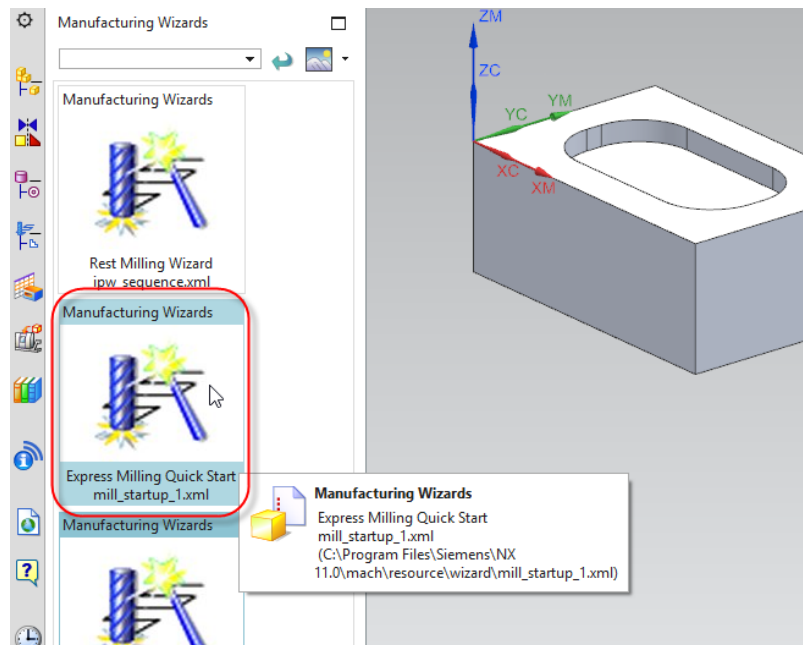 Manufacturing Wizards
Manufacturing Wizards
Rest Milling Wizard
ipw_sequence.xml
Manufacturing Wizards
Express Milling Quick Start
mill_startup_1.xml
Manufacturing Wizards
Manufacturing Wizards
Express Milling Quick Start
mill_startup_1.xml
(C:\Program Files\Siemens\NX
11.0\mach\resource\wizard\mill_startup_1.xml)
ZM
ZC
YM
YC
XC
XM